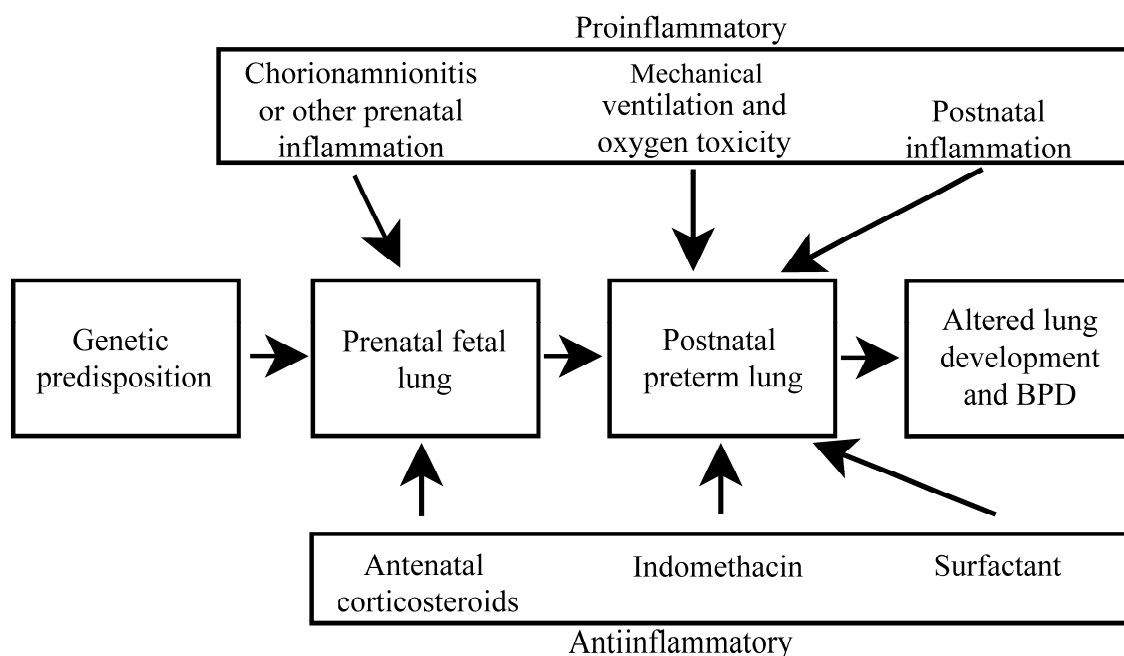 Proinflammatory
Chorionamnionitis
or other prenatal
inflammation
Mechanical
ventilation and
oxygen toxicity
Postnatal
inflammation
Genetic
predisposition
Prenatal fetal
lung
Postnatal
preterm lung
Altered lung
development
and BPD
Antenatal
corticosteroids
Indomethacin
Surfactant
Antiinflammatory